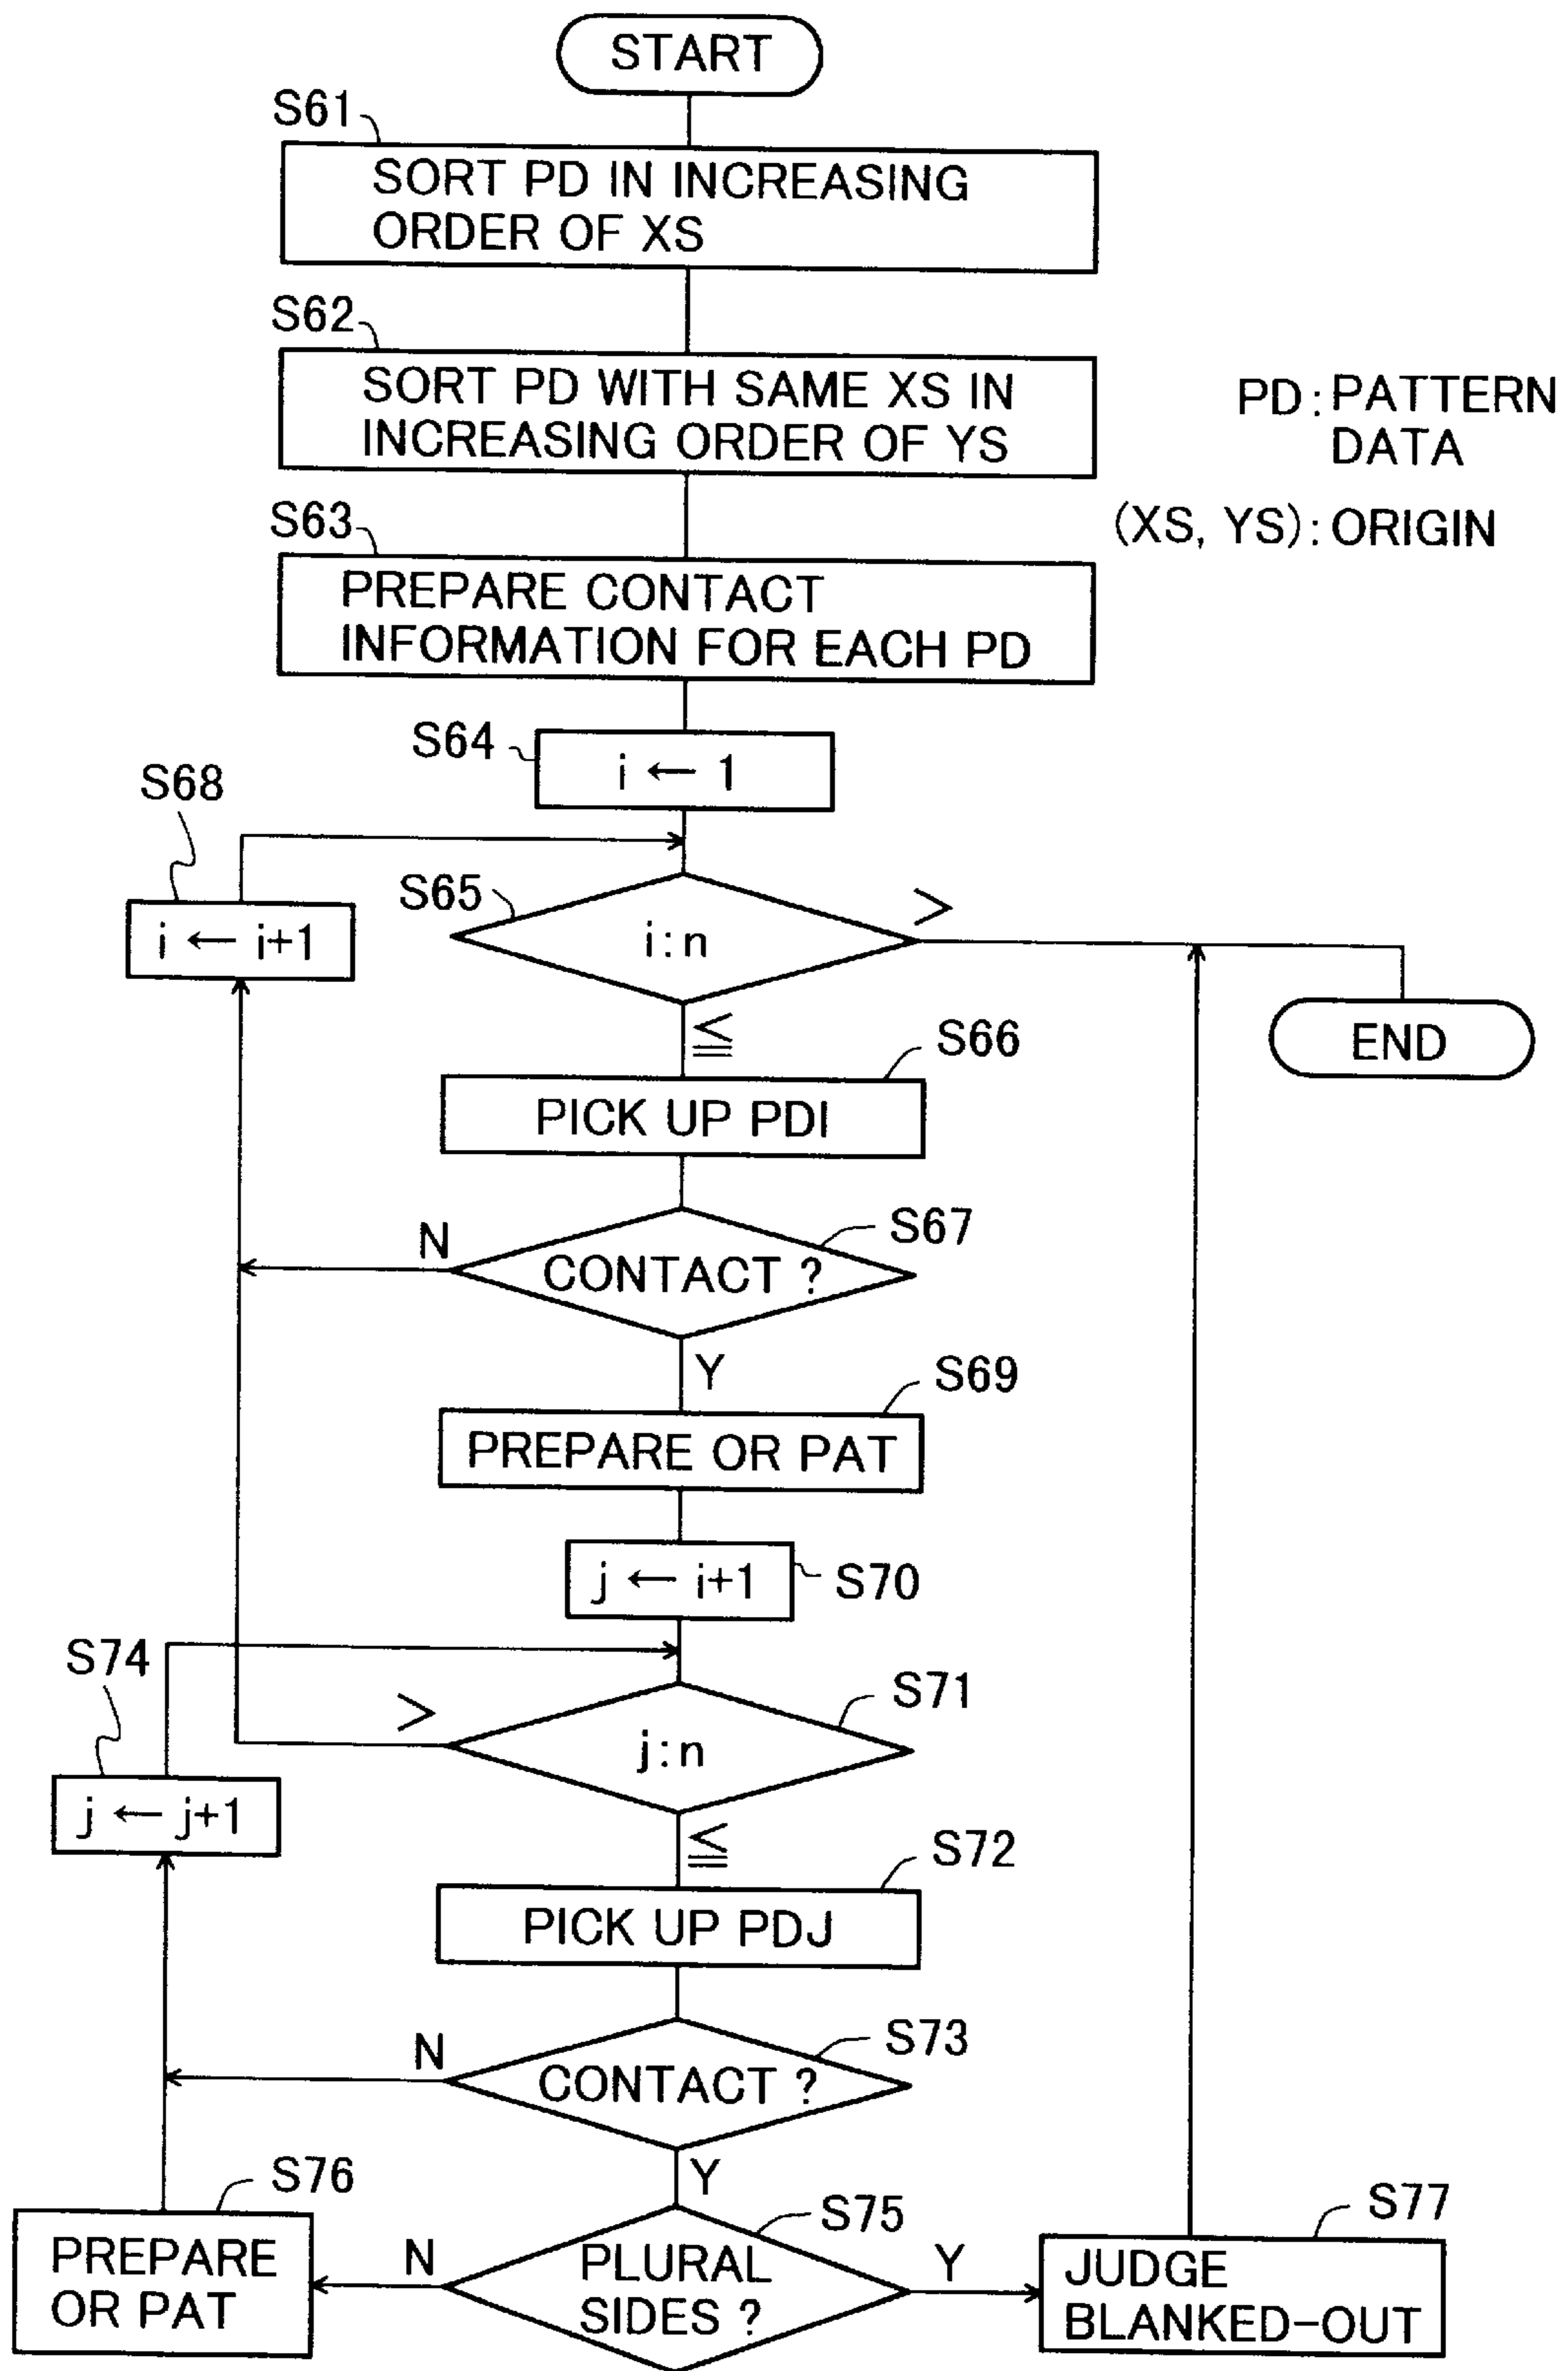 START
S61
SORT PD IN INCREASING
ORDER OF XS
S62
SORT PD WITH SAME XS IN
INCREASING ORDER OF YS
PD: PATTERN
DATA
S63
(XS, YS): ORIGIN
PREPARE CONTACT
INFORMATION FOR EACH PD
S64
i ← 1
S68
i ← i+1
S65
i:n
>
≦
END
S66
PICK UP PDI
S67
CONTACT ?
N
Y
S69
PREPARE OR PAT
j ← i+1
S70
S74
j ← j+1
>
S71
j:n
≦
S72
PICK UP PDJ
S73
N
CONTACT ?
Y
S76
PREPARE
OR PAT
N
S75
PLURAL
SIDES ?
Y
S77
JUDGE
BLANKED-OUT